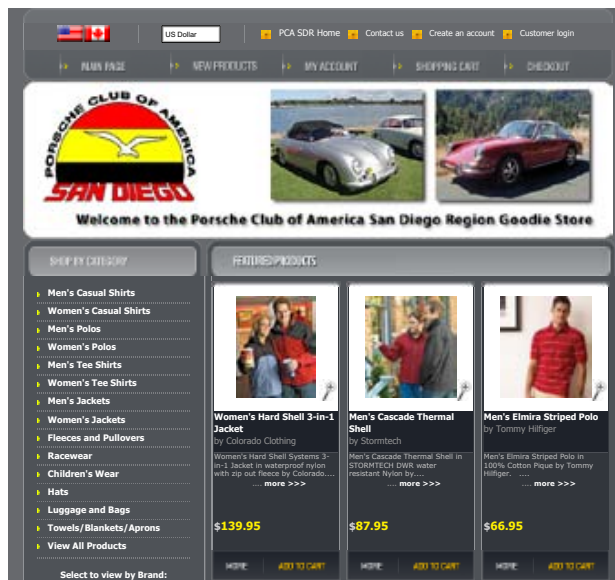 US Dollar
PCA SDR Home
Contact us
Create an account
Customer login
MAIN PAGE
NEW PRODUCTS
MY ACCOUNT
SHOPPING CART
CHECKOUT
PORSCHE CLUB OF AMERICA
SAN DIEGO
Welcome to the Porsche Club of America San Diego Region Goodie Store
SHOP BY CATEGORY
FEATURED PRODUCTS
Men's Casual Shirts
Women's Casual Shirts
Men's Polos
Women's Polos
Men's Tee Shirts
Women's Tee Shirts
Men's Jackets
Women's Jackets
Fleeces and Pullovers
Racewear
Children's Wear
Hats
Luggage and Bags
Towels/Blankets/Aprons
View All Products
Select to view by Brand:
Women's Hard Shell 3-in-1
Jacket
by Colorado Clothing
Women's Hard Shell Systems 3-
in-1 Jacket in waterproof nylon
with zip out fleece by Colorado....
.... more >>>
$139.95
MORE
ADD TO CART
Men's Cascade Thermal
Shell
by Stormtech
Men's Cascade Thermal Shell in
STORMTECH DWR water
resistant Nylon by....
.... more >>>
$87.95
MORE
ADD TO CART
Men's Elmira Striped Polo
by Tommy Hilfiger
Men's Elmira Striped Polo in
100% Cotton Pique by Tommy
Hilfiger. ....
.... more >>>
$66.95
MORE
ADD TO CART